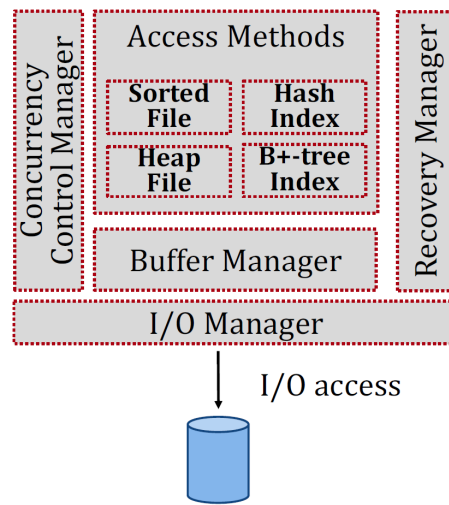 Concurrency
Control Manager
Access Methods
Sorted
File
Hash
Index
Heap
File
B+-tree
Index
Buffer Manager
Recovery Manager
I/O Manager
I/O access